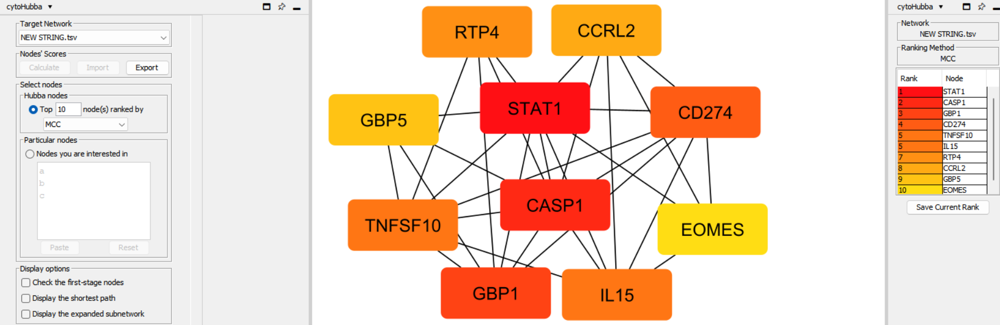 cytoHubba ▼
Target Network
NEW STRING.tsv
Nodes' Scores
Calculate Import Export
Select nodes
Hubba nodes
Top 10 node(s) ranked by
MCC
Particular nodes
Nodes you are interested in
a
b
c
Paste Reset
Display options
Check the first-stage nodes
Display the shortest path
Display the expanded subnetwork
RTP4
CCRL2
STAT1
CD274
GBP5
CASP1
TNFSF10
EOMES
GBP1
IL15
cytoHubba ▼
Network
NEW STRING.tsv
Ranking Method
MCC
Rank Node
1 STAT1
2 CASP1
3 GBP1
4 CD274
5 TNFSF10
5 IL15
7 RTP4
8 CCRL2
9 GBP5
10 EOMES
Save Current Rank